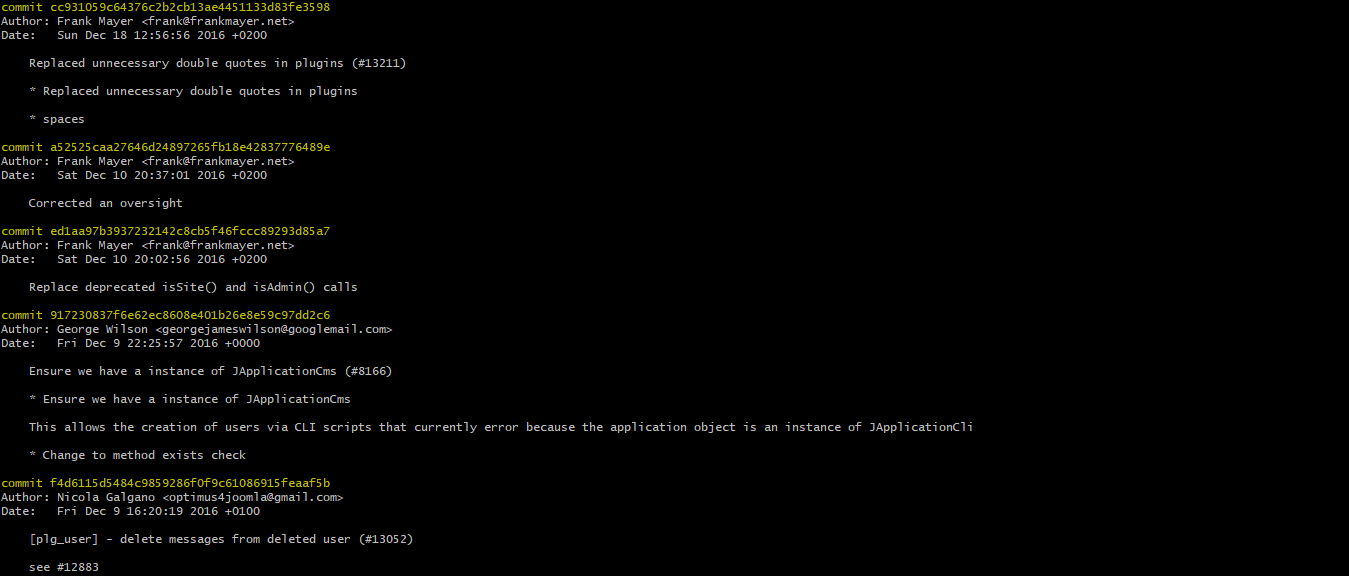 commit cc931059c64376c2b2cb13ae4451133d83fe3598
Author: Frank Mayer <frank@frankmayer.net>
Date:   Sun Dec 18 12:56:56 2016 +0200
Replaced unnecessary double quotes in plugins (#13211)
* Replaced unnecessary double quotes in plugins
* spaces
commit a52525caa27646d24897265fb18e42837776489e
Author: Frank Mayer <frank@frankmayer.net>
Date:   Sat Dec 10 20:37:01 2016 +0200
Corrected an oversight
commit ed1aa97b3937232142c8cb5f46fccc89293d85a7
Author: Frank Mayer <frank@frankmayer.net>
Date:   Sat Dec 10 20:02:56 2016 +0200
Replace deprecated isSite() and isAdmin() calls
commit 917230837f6e62ec8608e401b26e8e59c97dd2c6
Author: George Wilson <georgejameswilson@googlemail.com>
Date:   Fri Dec 9 22:25:57 2016 +0000
Ensure we have a instance of JApplicationCms (#8166)
* Ensure we have a instance of JApplicationCms
This allows the creation of users via CLI scripts that currently error because the application object is an instance of JApplicationCli
* Change to method exists check
commit f4d6115d5484c9859286f0f9c61086915feaaf5b
Author: Nicola Galgano <optimus4joomla@gmail.com>
Date:   Fri Dec 9 16:20:19 2016 +0100
[plg_user] - delete messages from deleted user (#13052)
see #12883